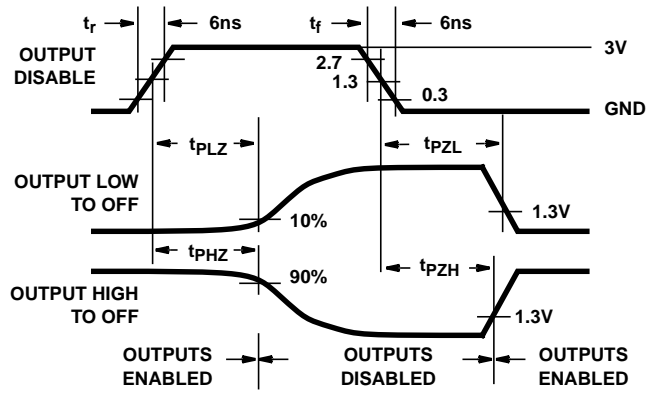 tr 6ns tf 6ns
OUTPUT
DISABLE
3V
2.7
1.3
0.3
GND
tPLZ tPZL
OUTPUT LOW
TO OFF
10%
1.3V
tPHZ tPZH
OUTPUT HIGH
TO OFF
90%
1.3V
OUTPUTS
ENABLED
OUTPUTS
DISABLED
OUTPUTS
ENABLED